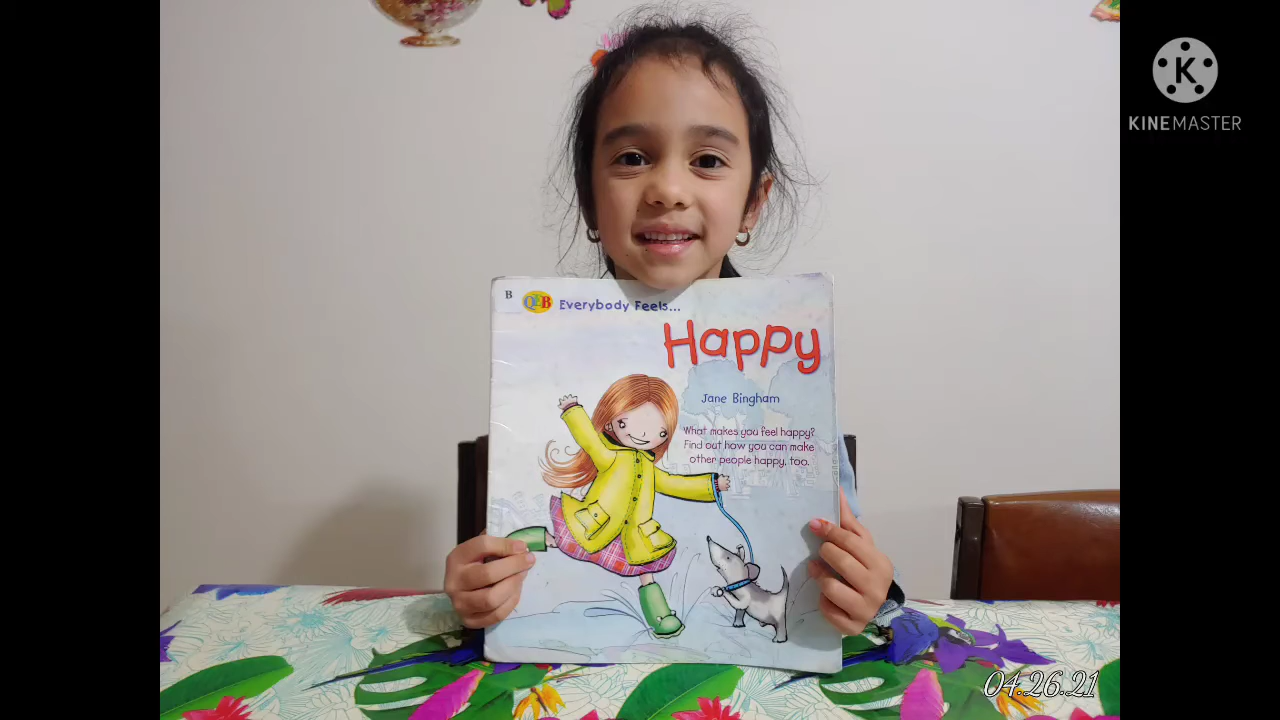 K
KINEMASTER
B
QEB
Everybody Feels...
Happy
Jane Bingham
What makes you feel happy?
Find out how you can make
other people happy, too.
04.26.21